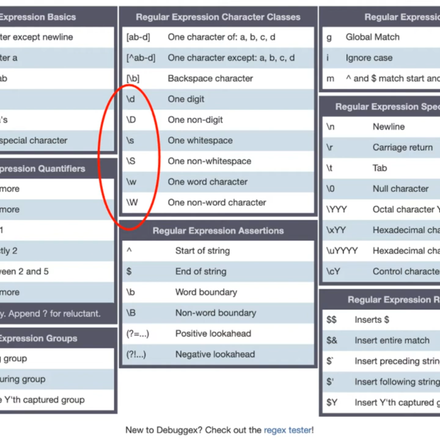 Expression Basics
ter except newline
ter a
ab
a's
special character
Expression Quantifiers
more
more
1
tly 2
ween 2 and 5
more
y. Append ? for reluctant.
Expression Groups
group
uring group
Y'th captured group
Regular Expression Character Classes
[ab-d] One character of: a, b, c, d
[^ab-d] One character except: a, b, c, d
[\b] Backspace character
\d One digit
\D One non-digit
\s One whitespace
\S One non-whitespace
\w One word character
\W One non-word character
Regular Expression Assertions
^ Start of string
$ End of string
\b Word boundary
\B Non-word boundary
(?=...) Positive lookahead
(?!...) Negative lookahead
Regular Expression
g Global Match
i Ignore case
m ^ and $ match start and
Regular Expression Spec
\n Newline
\r Carriage return
\t Tab
\0 Null character
\YYY Octal character Y
\xYY Hexadecimal cha
\uYYYY Hexadecimal cha
\cY Control characte
Regular Expression R
$$ Inserts $
$& Insert entire match
$` Insert preceding strin
$' Insert following string
$Y Insert Y'th captured g
New to Debuggex? Check out the regex tester!